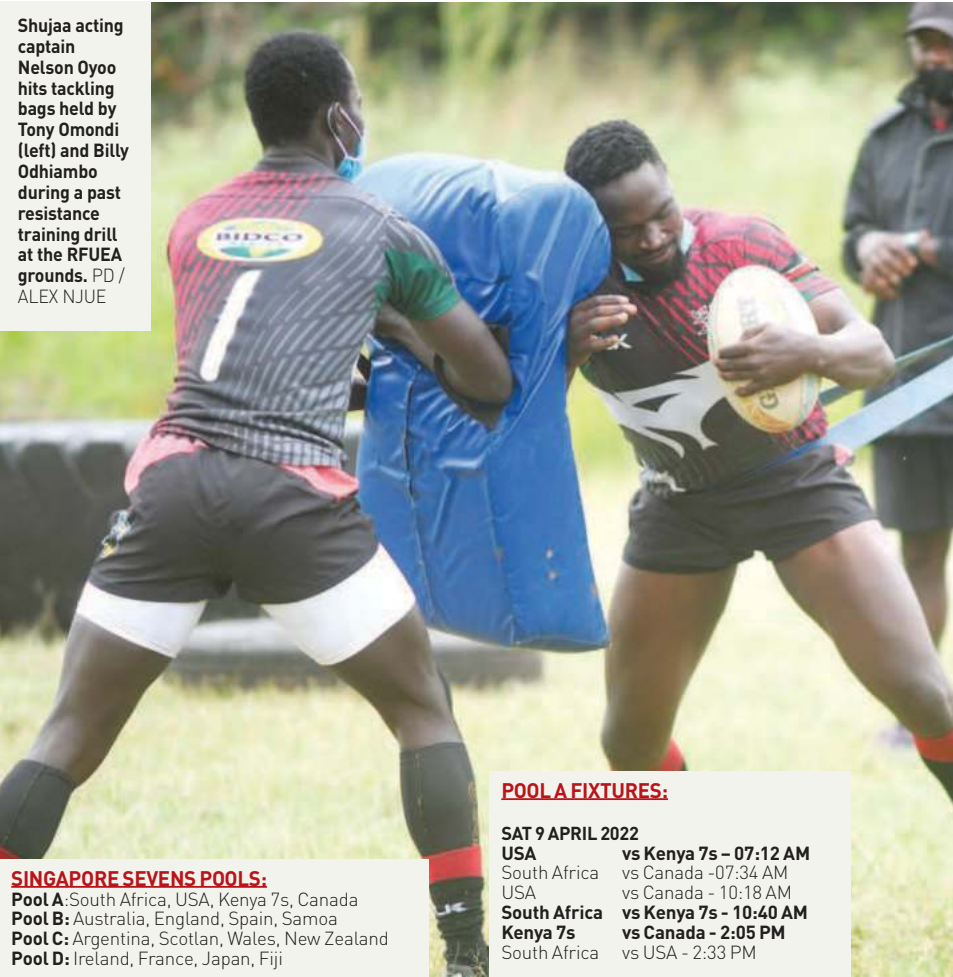 Shujaa acting
captain
Nelson Oyoo
hits tackling
bags held by
Tony Omondi
(left) and Billy
Odhiambo
during a past
resistance
training drill
at the RFUEA
grounds. PD /
ALEX NJUE
BIDCO
1
POOL A FIXTURES:
SAT 9 APRIL 2022
USA vs Kenya 7s – 07:12 AM
South Africa vs Canada -07:34 AM
USA vs Canada - 10:18 AM
South Africa vs Kenya 7s - 10:40 AM
Kenya 7s vs Canada - 2:05 PM
South Africa vs USA - 2:33 PM
SINGAPORE SEVENS POOLS:
Pool A:South Africa, USA, Kenya 7s, Canada
Pool B: Australia, England, Spain, Samoa
Pool C: Argentina, Scotlan, Wales, New Zealand
Pool D: Ireland, France, Japan, Fiji